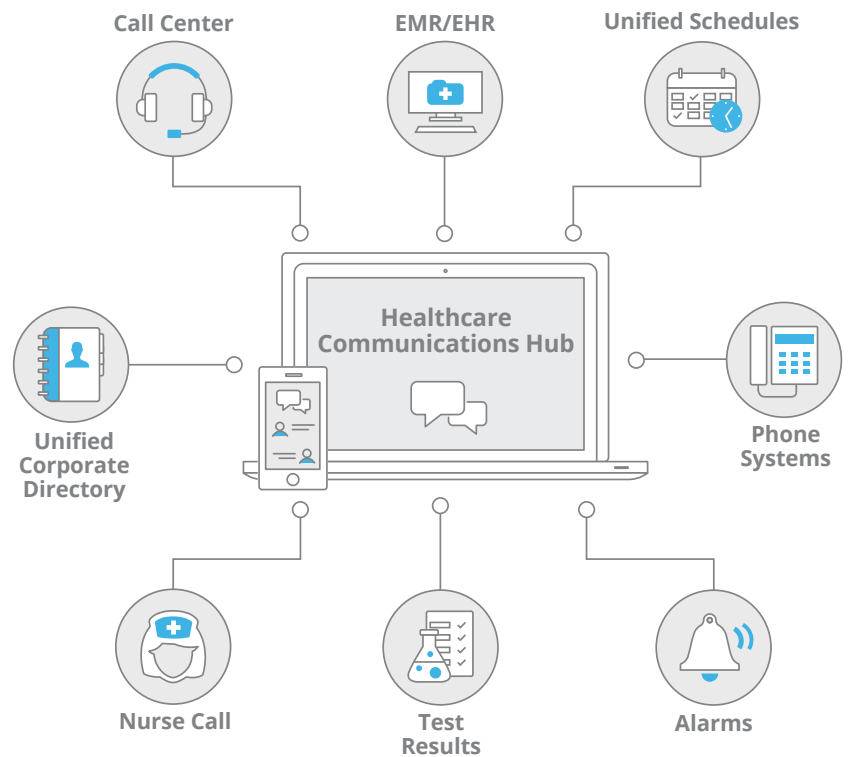 Call Center
EMR/EHR
Unified Schedules
Healthcare
Communications Hub
Unified
Corporate
Directory
Phone
Systems
Nurse Call
Test
Results
Alarms